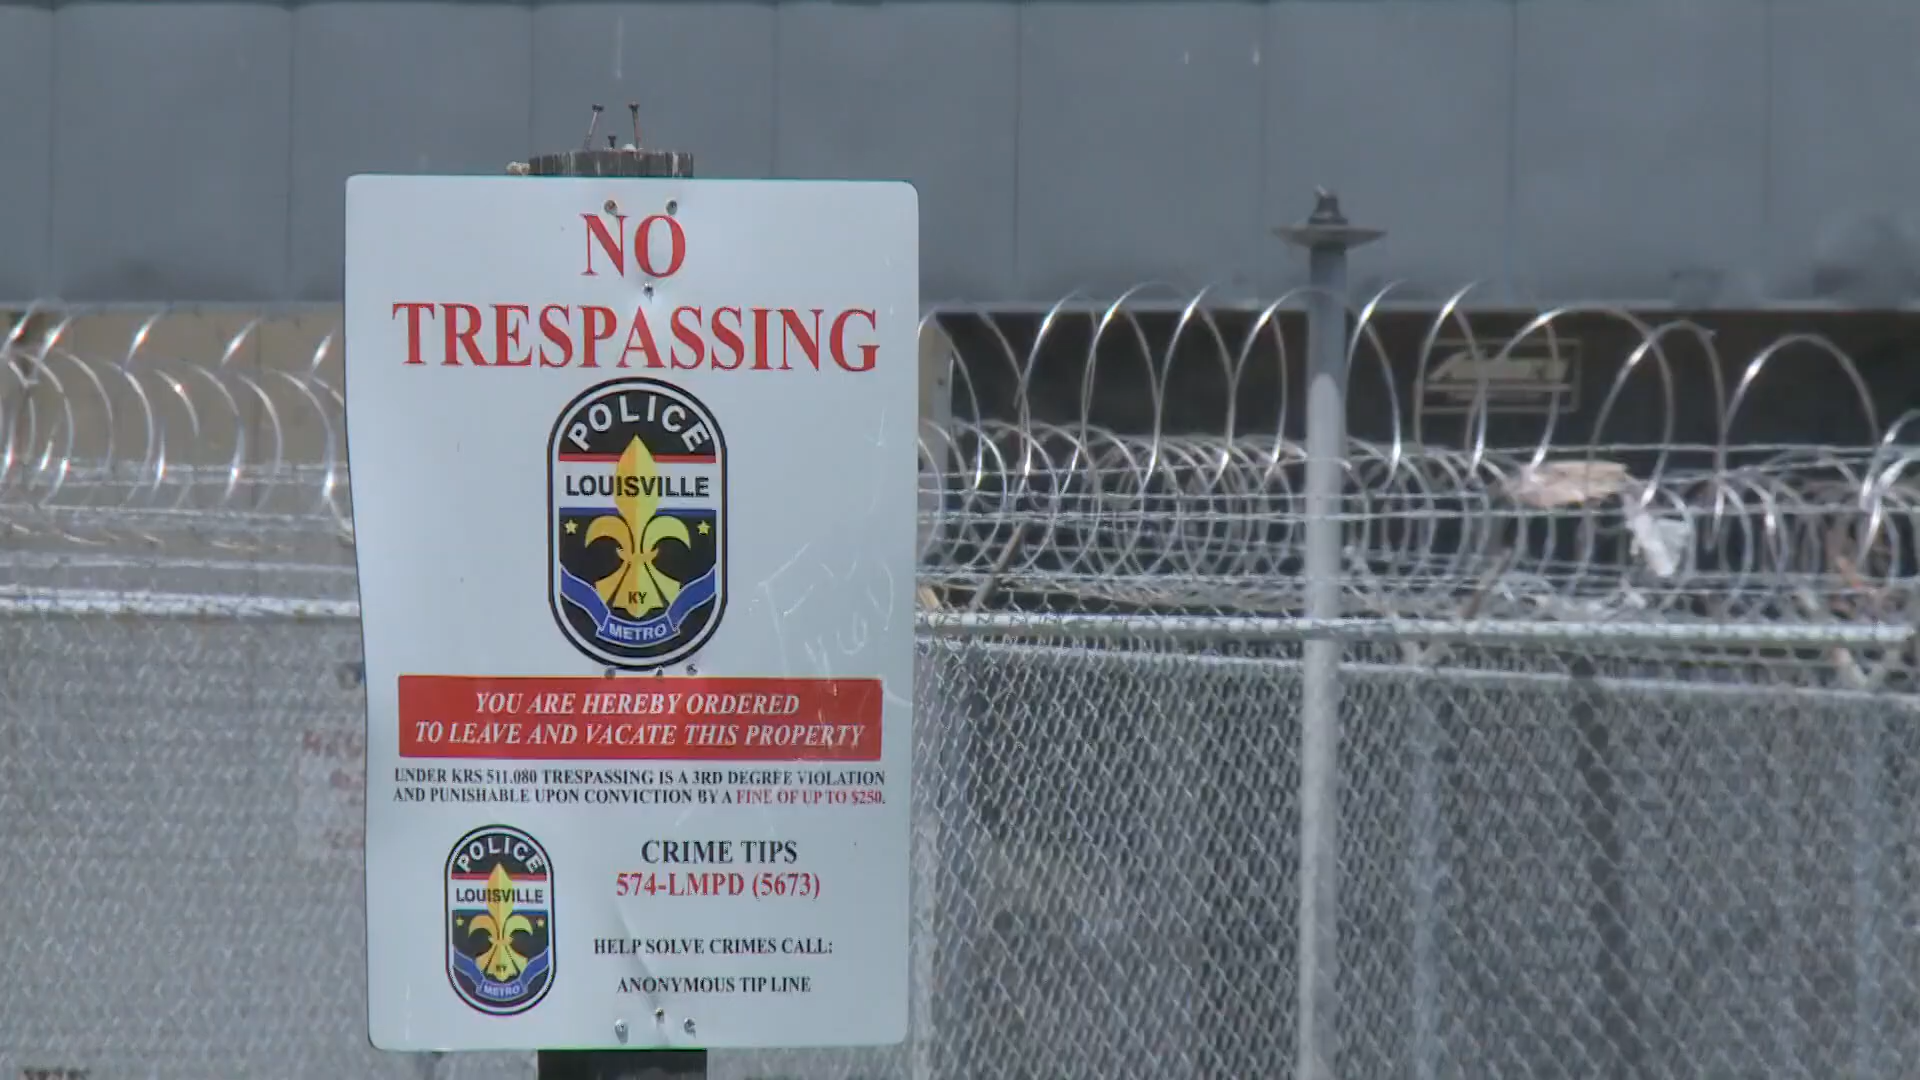 NO
TRESPASSING
POLICE
LOUISVILLE
KY
METRO
YOU ARE HEREBY ORDERED
TO LEAVE AND VACATE THIS PROPERTY
UNDER KRS 511.080 TRESPASSING IS A 3RD DEGREE VIOLATION
AND PUNISHABLE UPON CONVICTION BY A FINE OF UP TO $250.
POLICE
LOUISVILLE
KY
METRO
CRIME TIPS
574-LMPD (5673)
HELP SOLVE CRIMES CALL:
ANONYMOUS TIP LINE